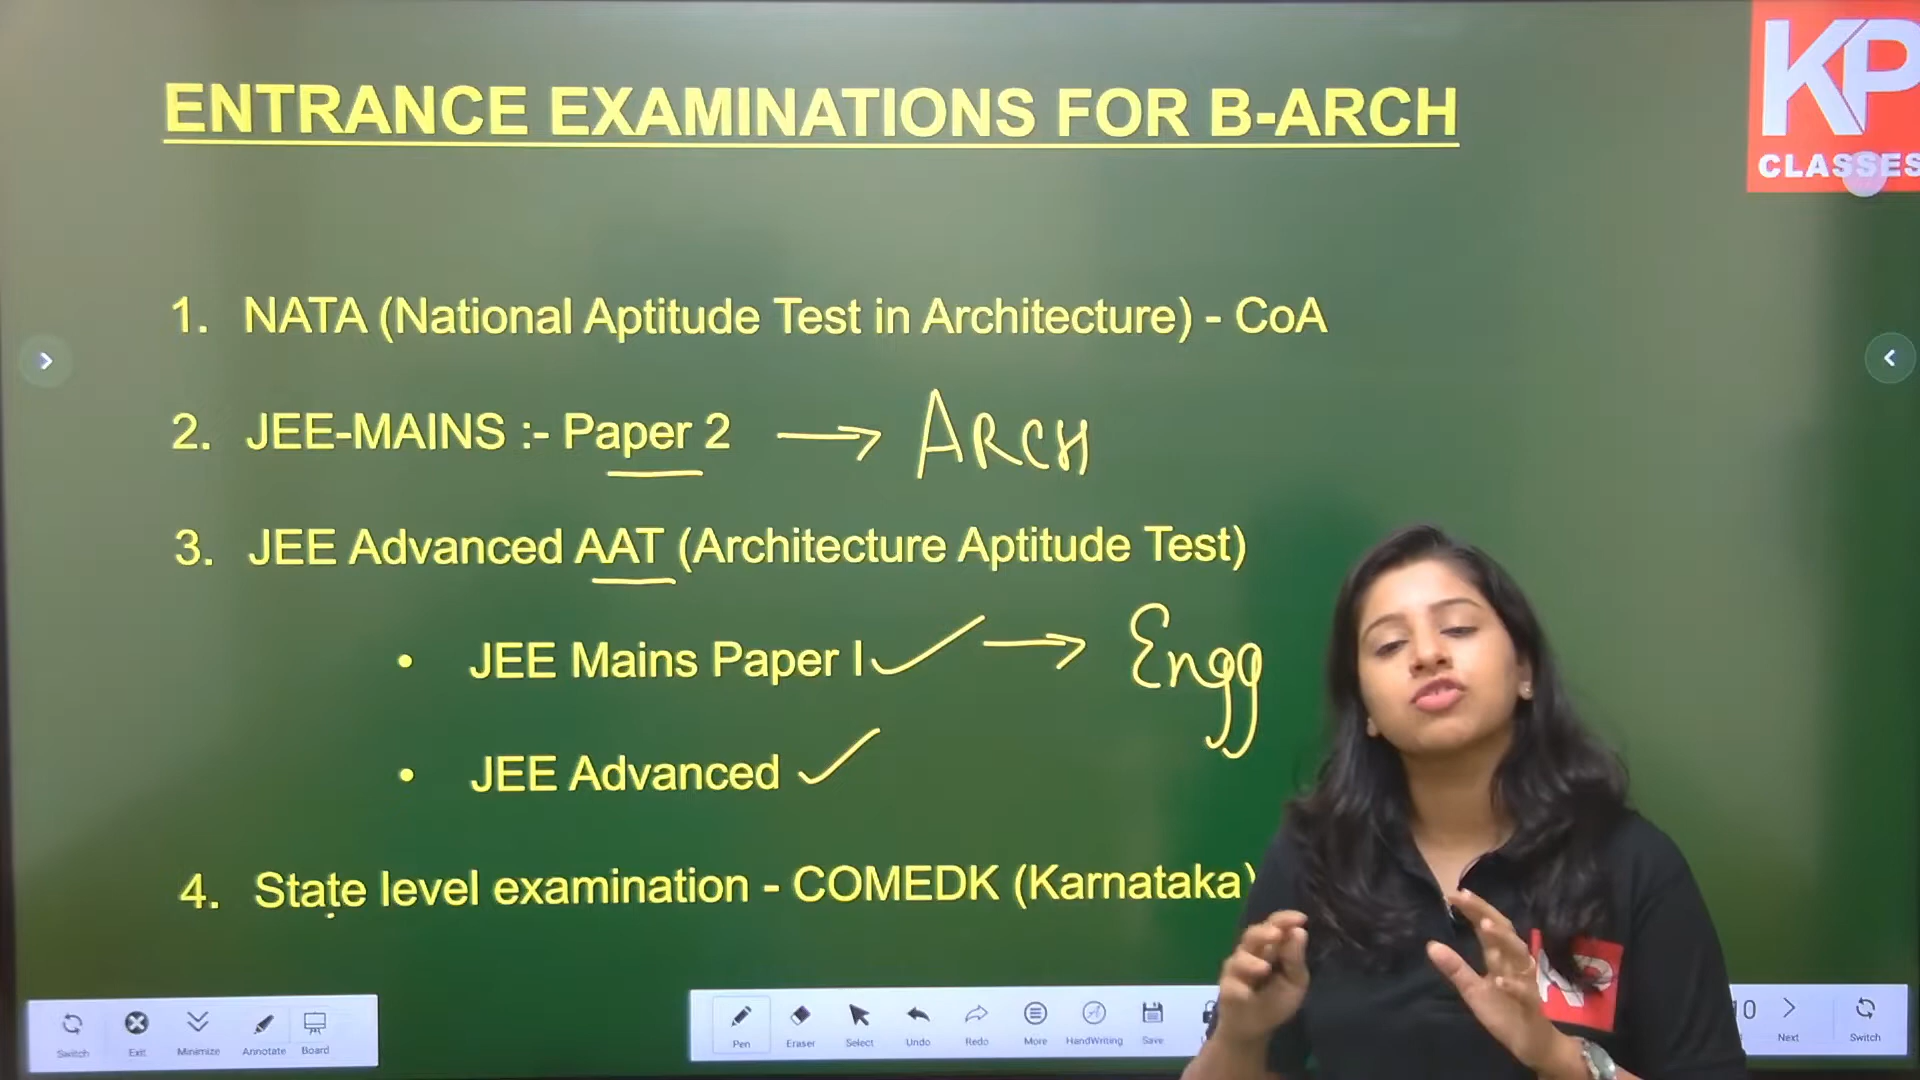 ENTRANCE EXAMINATIONS FOR B-ARCH
KP
CLASSES
1. NATA (National Aptitude Test in Architecture) - CoA
2. JEE-MAINS :- Paper 2 → ARCH
3. JEE Advanced AAT (Architecture Aptitude Test)
• JEE Mains Paper I ✓ → Engg
• JEE Advanced ✓
4. State level examination - COMEDK (Karnataka)
KP
Switch Exit Minimize Annotate Board
Pen Eraser Select Undo Redo More HandWriting Save
10 Next Switch